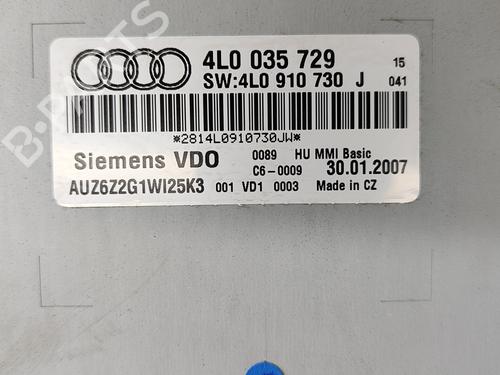 4L0 035 729 15
SW:4L0 910 730 J 041
*2814L0910730JW*
Siemens VDO 0089 HU MMI Basic
C6-0009 30.01.2007
AUZ6Z2G1WI25K3 001 VD1 0003 Made in CZ
B-PARTS